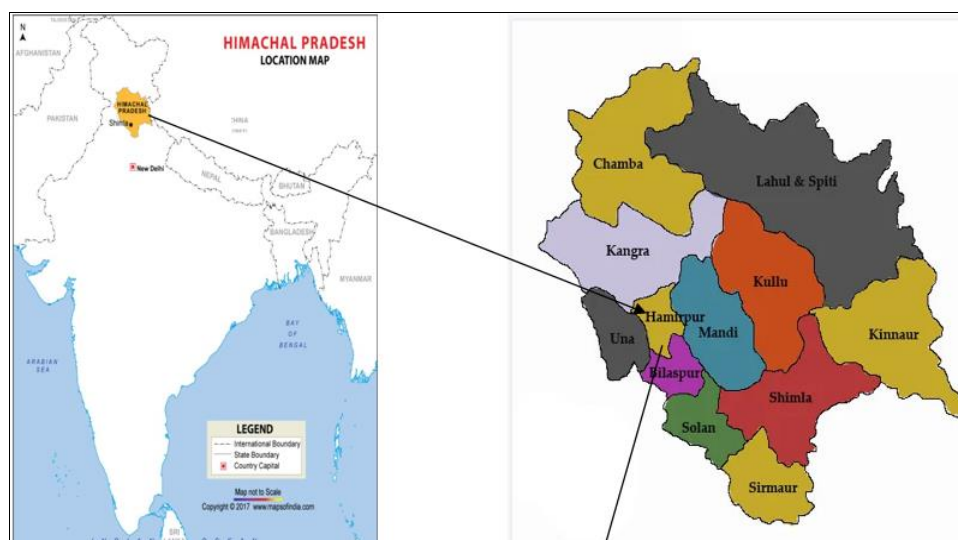 N
HIMACHAL PRADESH
LOCATION MAP
AFGHANISTAN
PAKISTAN
HIMACHAL
PRADESH
Shimla
CHINA
New Delhi
NEPAL
BHUTAN
BANGLADESH
MYANMAR
ARABIAN
SEA
BAY
OF
BENGAL
LEGEND
International Boundary
State Boundary
Country Capital
Map not to Scale
Copyright © 2017 www.mapsofindia.com
SRI
Chamba
Lahul & Spiti
Kangra
Kullu
Hamirpur
Mandi
Una
Kinnaur
Bilaspur
Shimla
Solan
Sirmaur